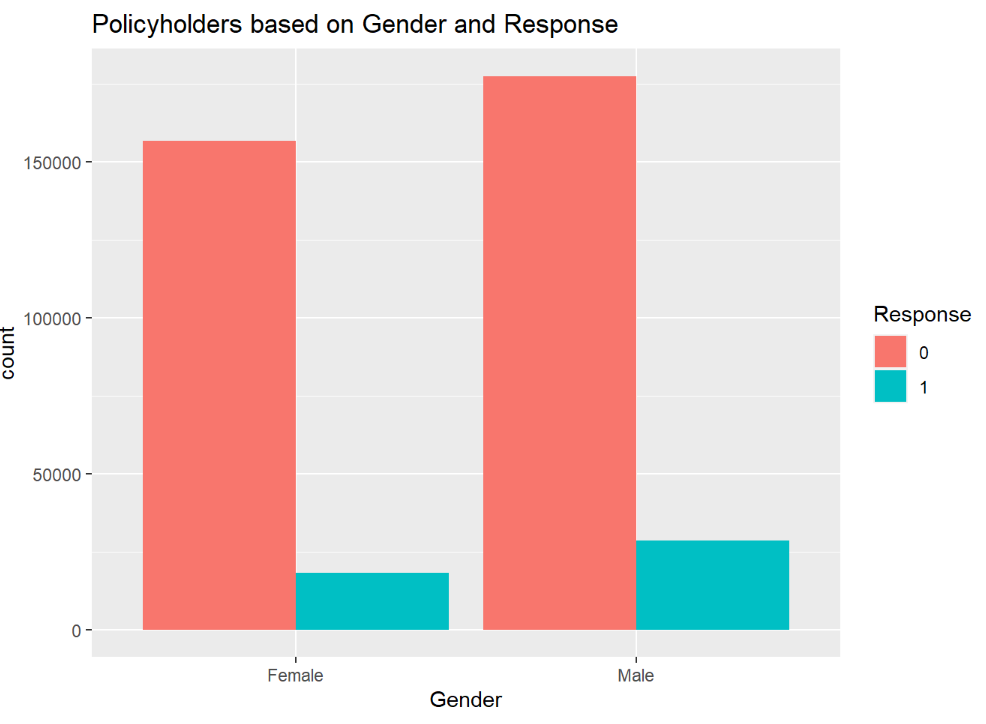 Policyholders based on Gender and Response
150000
100000
50000
0
count
Female
Male
Gender
Response
0
1